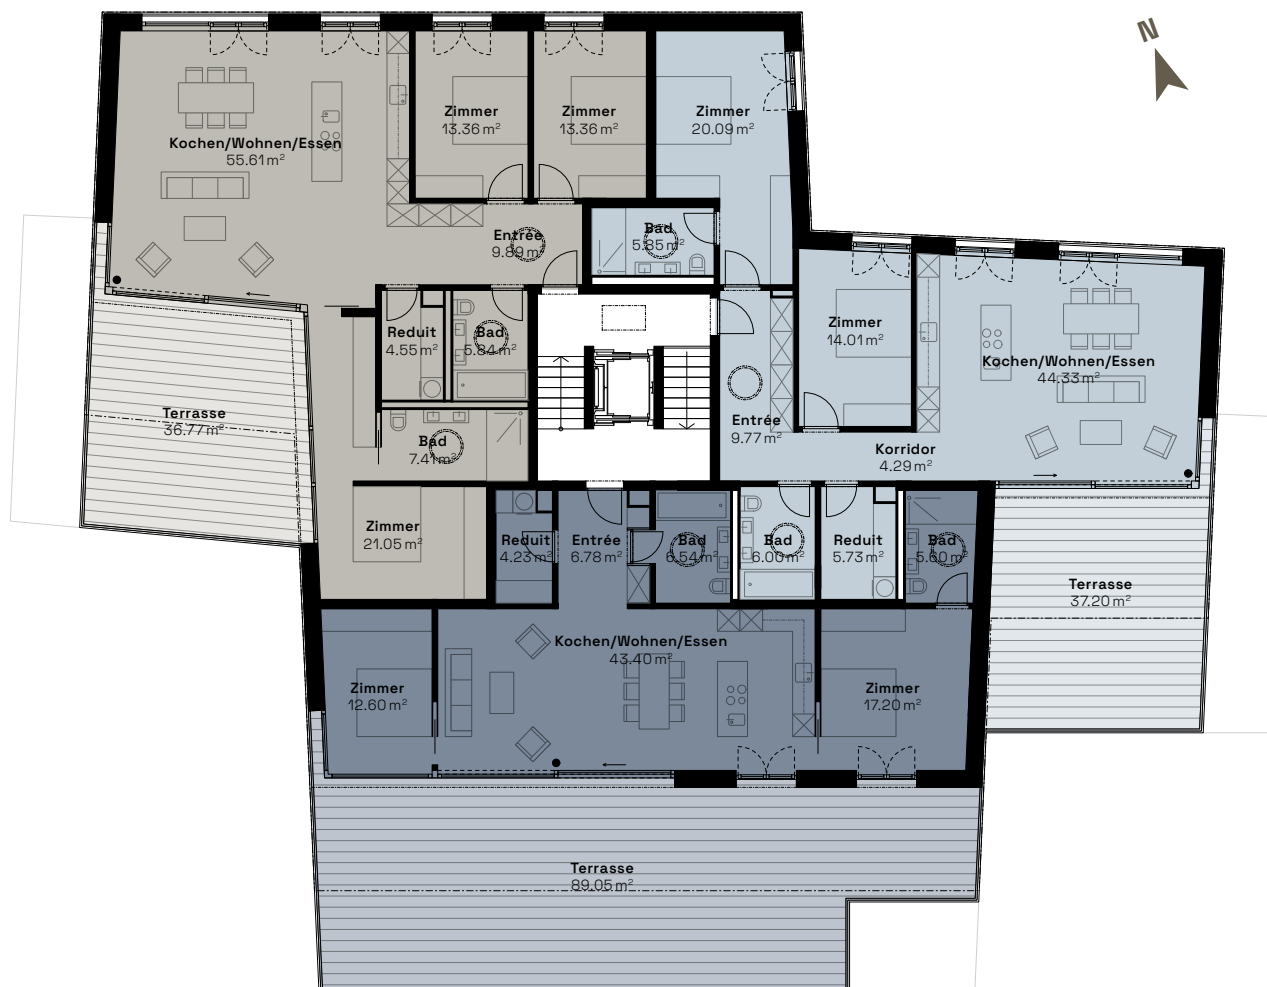 N
Kochen/Wohnen/Essen
55.61 m²
Zimmer
13.36 m²
Zimmer
13.36 m²
Zimmer
20.09 m²
Entrée
9.89 m²
Bad
5.85 m²
Reduit
4.55 m²
Bad
5.84 m²
Terrasse
36.77 m²
Bad
7.41 m²
Zimmer
21.05 m²
Zimmer
14.01 m²
Kochen/Wohnen/Essen
44.33 m²
Entrée
9.77 m²
Korridor
4.29 m²
Reduit
4.23 m²
Entrée
6.78 m²
Bad
6.54 m²
Bad
6.00 m²
Reduit
5.73 m²
Bad
5.60 m²
Terrasse
37.20 m²
Kochen/Wohnen/Essen
43.40 m²
Zimmer
12.60 m²
Zimmer
17.20 m²
Terrasse
89.05 m²